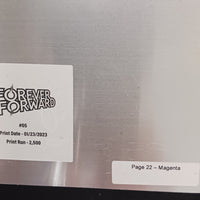 FOREVER
FORWARD
#05
Print Date - 01/23/2023
Print Run - 2,500
Page 22 - Magenta